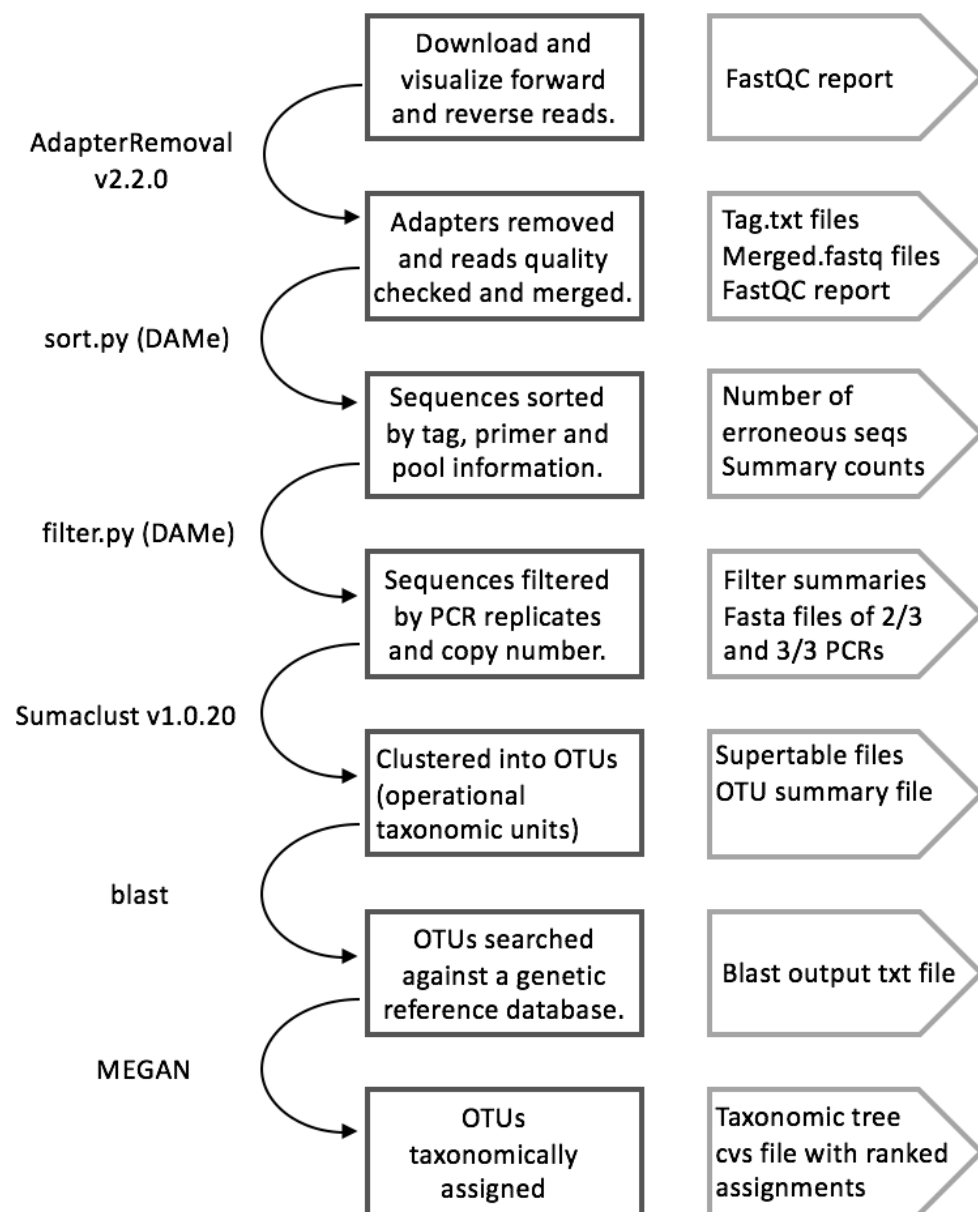 Download and
visualize forward
and reverse reads.
FastQC report
AdapterRemoval
v2.2.0
Adapters removed
and reads quality
checked and merged.
Tag.txt files
Merged.fastq files
FastQC report
sort.py (DAMe)
Sequences sorted
by tag, primer and
pool information.
Number of
erroneous seqs
Summary counts
filter.py (DAMe)
Sequences filtered
by PCR replicates
and copy number.
Filter summaries
Fasta files of 2/3
and 3/3 PCRs
Sumaclust v1.0.20
Clustered into OTUs
(operational
taxonomic units)
Supertable files
OTU summary file
blast
OTUs searched
against a genetic
reference database.
Blast output txt file
MEGAN
OTUs
taxonomically
assigned
Taxonomic tree
cvs file with ranked
assignments